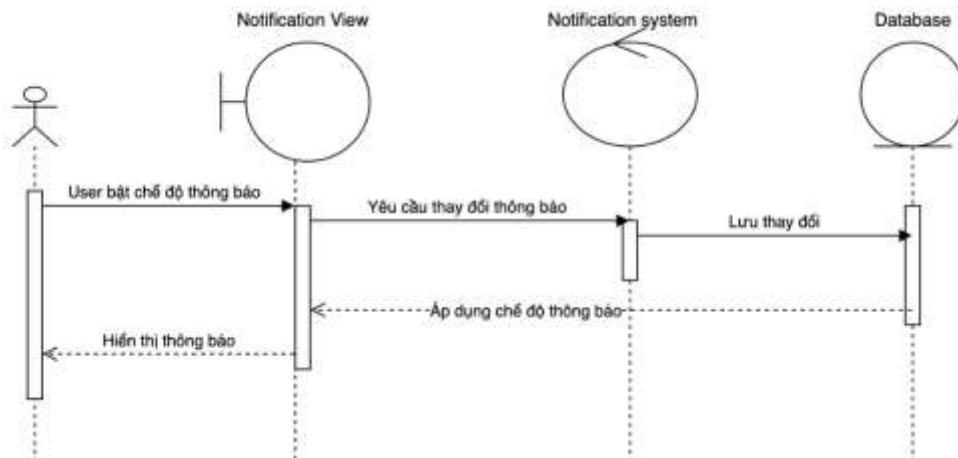 Notification View
Notification system
Database
User bật chế độ thông báo
Yêu cầu thay đổi thông báo
Lưu thay đổi
Áp dụng chế độ thông báo
Hiển thị thông báo